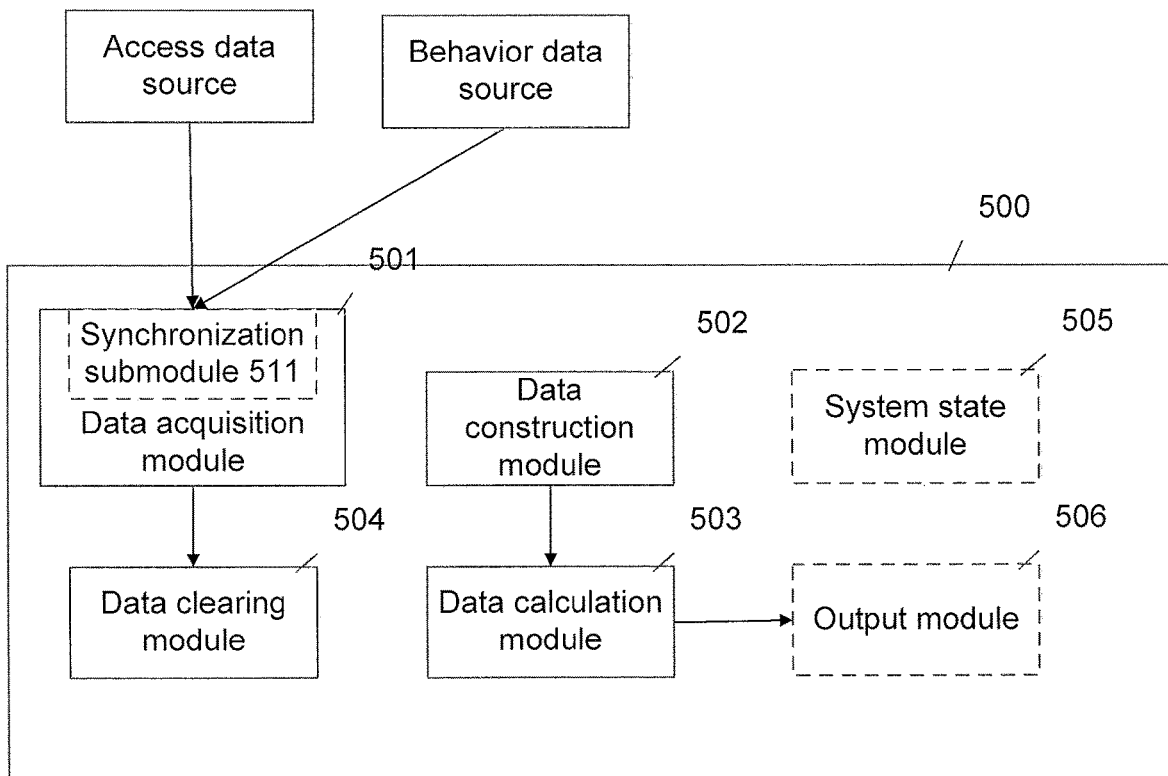 Access data
source
Behavior data
source
500
501
Synchronization
submodule 511
Data acquisition
module
502
Data
construction
module
505
System state
module
504
Data clearing
module
503
Data calculation
module
506
Output module